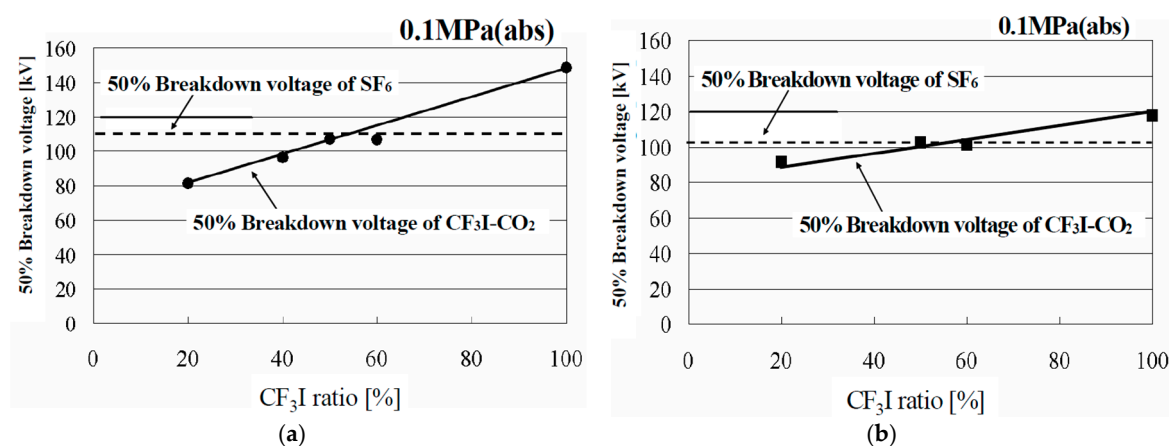 0.1MPa(abs)
50% Breakdown voltage [kV]
160
140
120
100
80
60
40
20
0
50% Breakdown voltage of SF₆
50% Breakdown voltage of CF₃I-CO₂
0 20 40 60 80 100
CF₃I ratio [%]
(a)
0.1MPa(abs)
50% Breakdown voltage [kV]
160
140
120
100
80
60
40
20
0
50% Breakdown voltage of SF₆
50% Breakdown voltage of CF₃I-CO₂
0 20 40 60 80 100
CF₃I ratio [%]
(b)